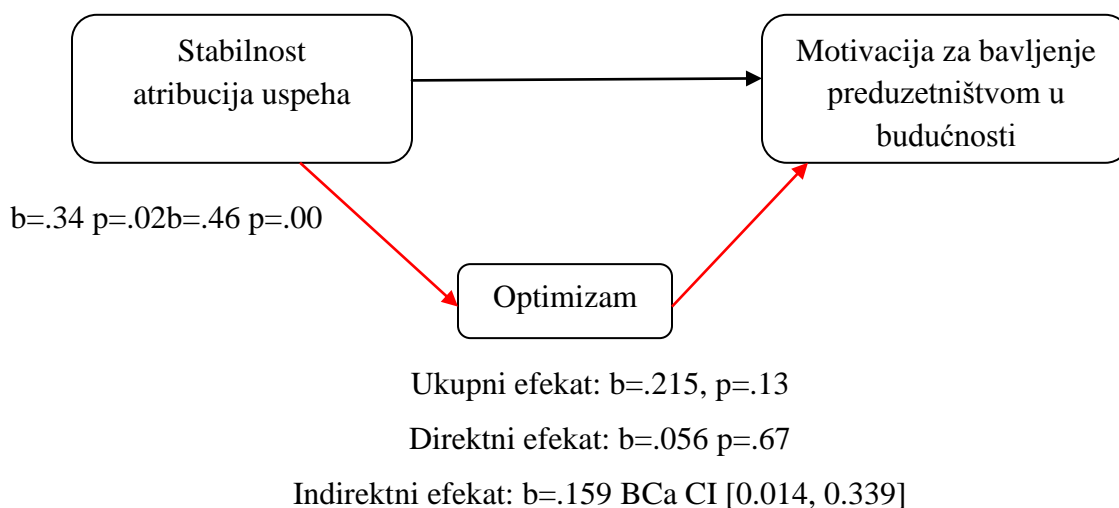 Stabilnost
atribucija uspeha
Motivacija za bavljenje
preduzetništvom u
budućnosti
b=.34 p=.02b=.46 p=.00
Optimizam
Ukupni efekat: b=.215, p=.13
Direktni efekat: b=.056 p=.67
Indirektni efekat: b=.159 BCa CI [0.014, 0.339]